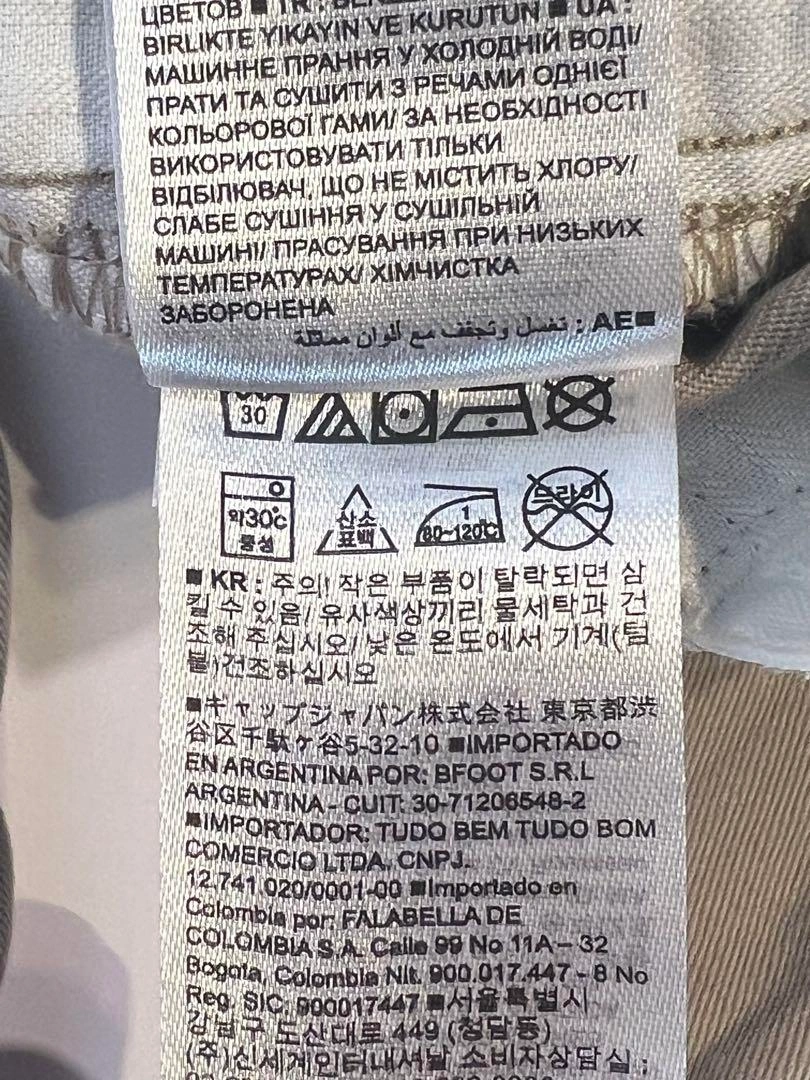 ЦВЕТОВ ■ TR :
BIRLIKTE YIKAYIN VE KURUTUN ■ UA :
МАШИННЕ ПРАННЯ У ХОЛОДНІЙ ВОДІ/
ПРАТИ ТА СУШИТИ З РЕЧАМИ ОДНІЄЇ
КОЛЬОРОВОЇ ГАМИ/ ЗА НЕОБХІДНОСТІ
ВИКОРИСТОВУВАТИ ТІЛЬКИ
ВІДБІЛЮВАЧ, ЩО НЕ МІСТИТЬ ХЛОРУ/
СЛАБЕ СУШІННЯ У СУШІЛЬНІЙ
МАШИНІ/ ПРАСУВАННЯ ПРИ НИЗЬКИХ
ТЕМПЕРАТУРАХ/ ХІМЧИСТКА
ЗАБОРОНЕНА
■AE : تغسل وتجفف مع الوان مماثلة
30
약30℃
중성
산소
표백
1
80~120℃
드라이
■ KR : 주의! 작은 부품이 탈락되면 삼
킬 수 있음/ 유사색상끼리 물세탁과 건
조해 주십시오/ 낮은 온도에서 기계(텀
블)건조하십시오
■ギャップジャパン株式会社 東京都渋
谷区千駄ヶ谷5-32-10 ■IMPORTADO
EN ARGENTINA POR: BFOOT S.R.L
ARGENTINA - CUIT: 30-71206548-2
■IMPORTADOR: TUDO BEM TUDO BOM
COMERCIO LTDA. CNPJ.
12.741.020/0001-00 ■Importado en
Colombia por: FALABELLA DE
COLOMBIA S.A. Calle 99 No 11A – 32
Bogota, Colombia Nit. 900.017.447 - 8 No
Reg. SIC. 900017447 ■서울특별시
강남구 도산대로 449 (청담동)
(주)신세계인터내셔날 소비자상담실 :